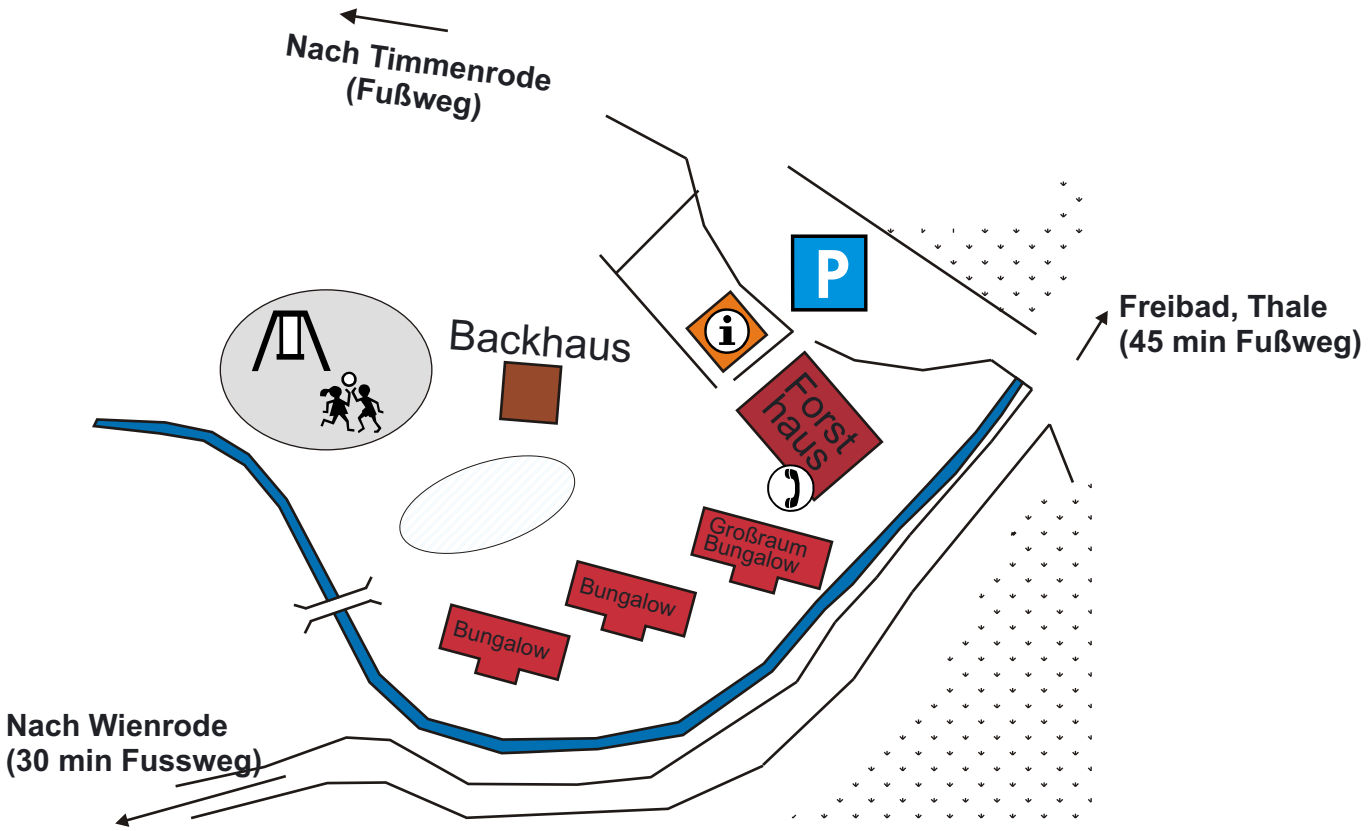 Nach Timmenrode
(Fußweg)
P
i
Freibad, Thale
(45 min Fußweg)
Backhaus
Forst
haus
Großraum
Bungalow
Bungalow
Bungalow
Nach Wienrode
(30 min Fussweg)